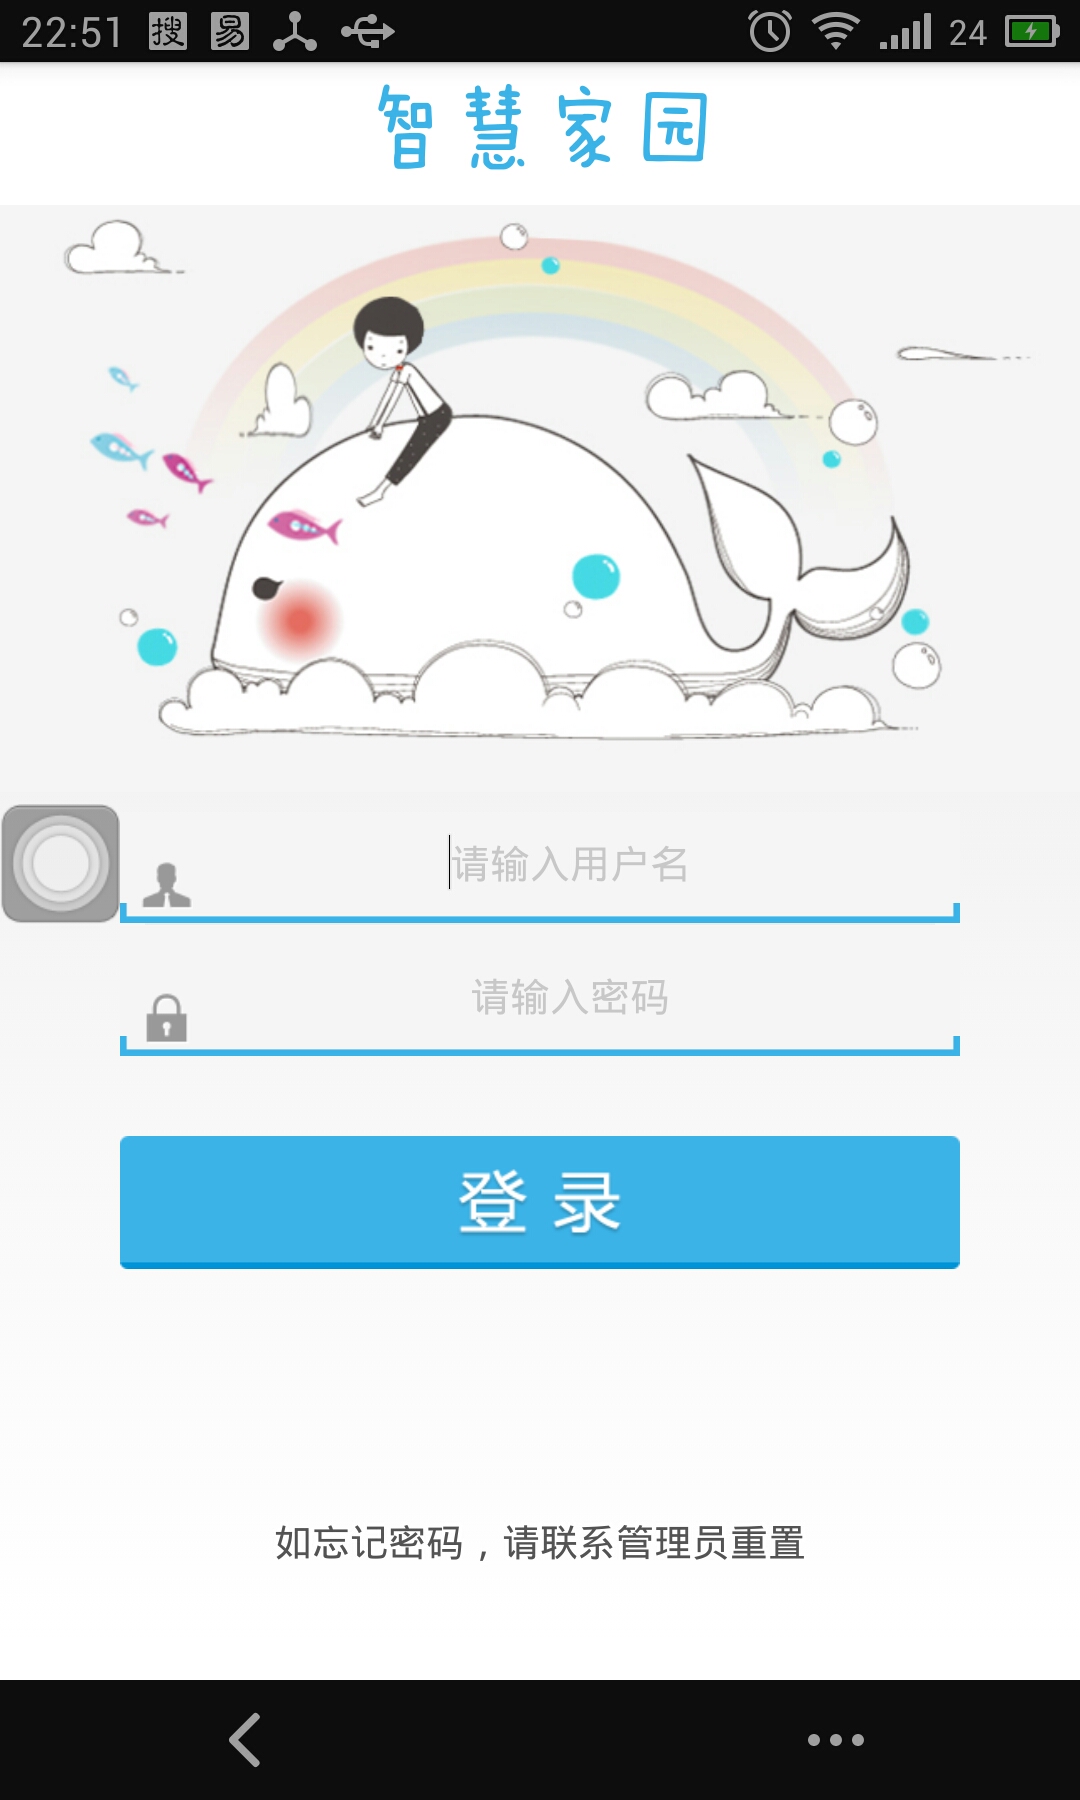 22:51 搜 易 24
智慧家园
请输入用户名
请输入密码
登录
如忘记密码，请联系管理员重置